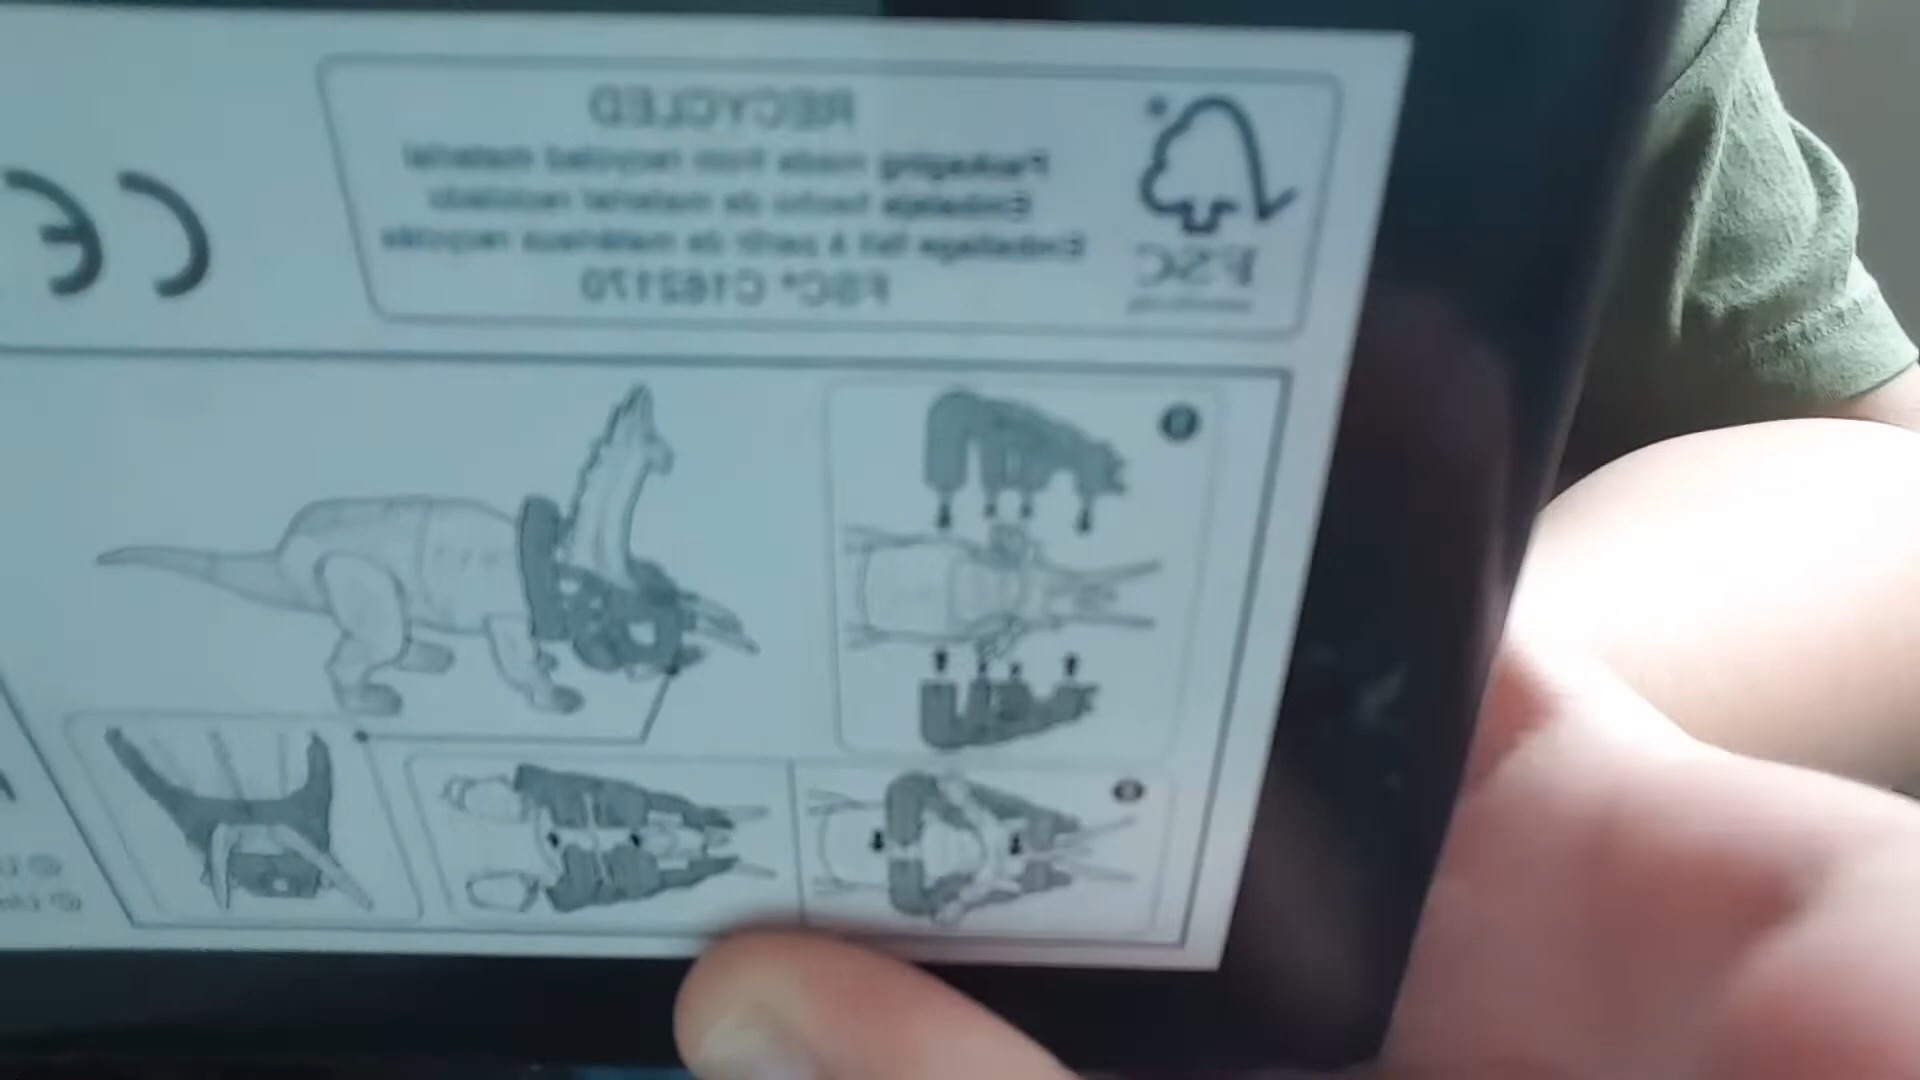 RECYCLED
Packaging made from recycled material
Embalaje hecho de material reciclado
Emballage fait à partir de matériaux recyclés
FSC® C162170
FSC
CE